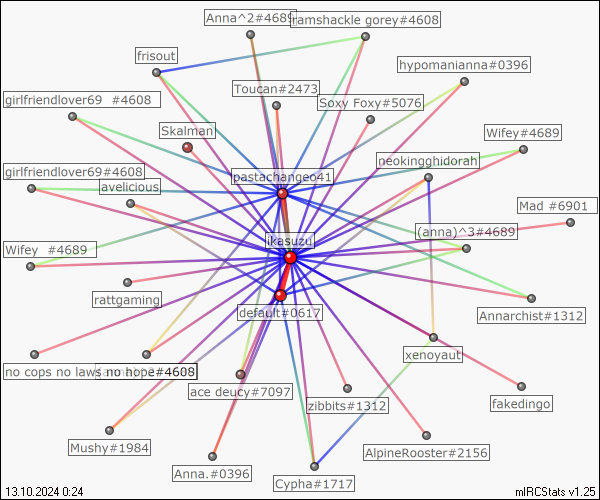 Anna^2#4689
ramshackle gorey#4608
frisout
hypomanianna#0396
Toucan#2473
girlfriendlover69 #4608
Soxy Foxy#5076
Skalman
Wifey#4689
neokingghidorah
girlfriendlover69#4608
pastachangeo41
avelicious
Mad #6901
(anna)^3#4689
ikasuzu
Wifey #4689
rattgaming
default#0617
Annarchist#1312
xenoyaut
no cops no laws no hope#4608
ace deucy#7097
zibbits#1312
fakedingo
Mushy#1984
AlpineRooster#2156
Anna.#0396
Cypha#1717
13.10.2024 0:24
mIRCStats v1.25